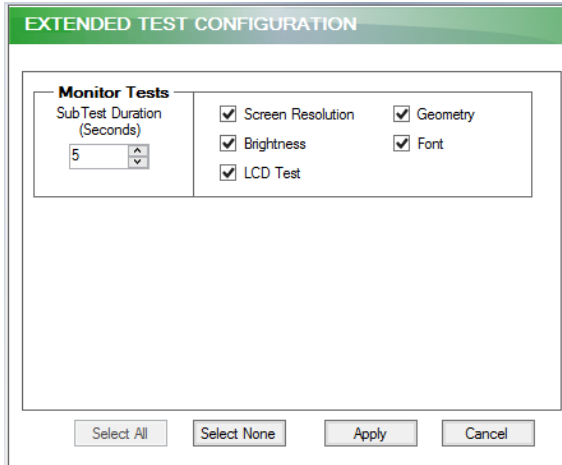 EXTENDED TEST CONFIGURATION
Monitor Tests
SubTest Duration
(Seconds)
5
Screen Resolution
Geometry
Brightness
Font
LCD Test
Select All
Select None
Apply
Cancel